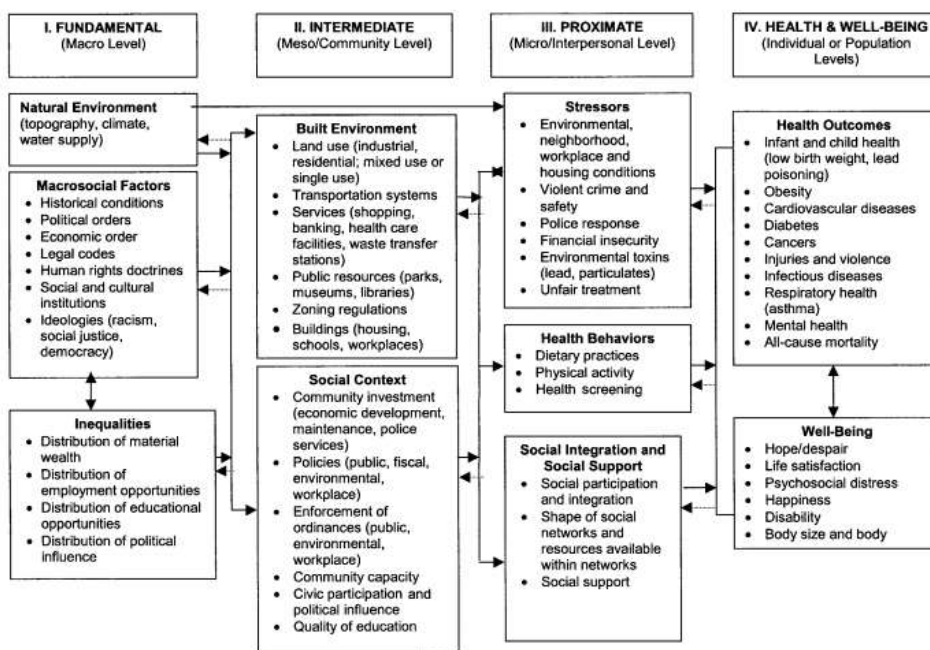 I. FUNDAMENTAL
(Macro Level)
II. INTERMEDIATE
(Meso/Community Level)
III. PROXIMATE
(Micro/Interpersonal Level)
IV. HEALTH & WELL-BEING
(Individual or Population
Levels)
Natural Environment
(topography, climate,
water supply)
Macrosocial Factors
• Historical conditions
• Political orders
• Economic order
• Legal codes
• Human rights doctrines
• Social and cultural
institutions
• Ideologies (racism,
social justice,
democracy)
Inequalities
• Distribution of material
wealth
• Distribution of
employment opportunities
• Distribution of educational
opportunities
• Distribution of political
influence
Built Environment
• Land use (industrial,
residential; mixed use or
single use)
• Transportation systems
• Services (shopping,
banking, health care
facilities, waste transfer
stations)
• Public resources (parks,
museums, libraries)
• Zoning regulations
• Buildings (housing,
schools, workplaces)
Social Context
• Community investment
(economic development,
maintenance, police
services)
• Policies (public, fiscal,
environmental,
workplace)
• Enforcement of
ordinances (public,
environmental,
workplace)
• Community capacity
• Civic participation and
political influence
• Quality of education
Stressors
• Environmental,
neighborhood,
workplace and
housing conditions
• Violent crime and
safety
• Police response
• Financial insecurity
• Environmental toxins
(lead, particulates)
• Unfair treatment
Health Behaviors
• Dietary practices
• Physical activity
• Health screening
Social Integration and
Social Support
• Social participation
and integration
• Shape of social
networks and
resources available
within networks
• Social support
Health Outcomes
• Infant and child health
(low birth weight, lead
poisoning)
• Obesity
• Cardiovascular diseases
• Diabetes
• Cancers
• Injuries and violence
• Infectious diseases
• Respiratory health
(asthma)
• Mental health
• All-cause mortality
Well-Being
• Hope/despair
• Life satisfaction
• Psychosocial distress
• Happiness
• Disability
• Body size and body